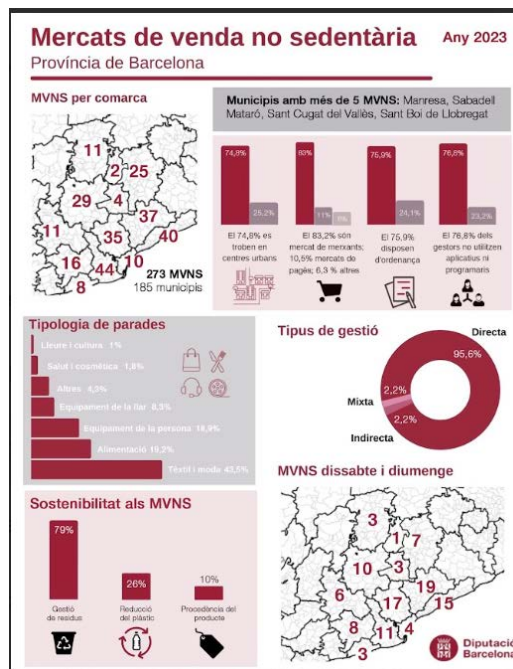 Mercats de venda no sedentària
Any 2023
Província de Barcelona
MVNS per comarca
11
2
25
29
4
37
11
35
40
16
44
10
8
273 MVNS
185 municipis
Municipis amb més de 5 MVNS: Manresa, Sabadell
Mataró, Sant Cugat del Vallès, Sant Boi de Llobregat
74,8%
25,2%
83%
11%
75,9%
24,1%
76,8%
23,2%
El 74,8% es
troben en
centres urbans
El 83,2% són
mercat de marxants;
10,5% mercats de
pagès; 6,3 % altres
El 75,9%
disposen
d'ordenança
El 76,8% dels
gestors no utilitzen
aplicatius ni
programaris
Tipologia de parades
Lleure i cultura 1%
Salut i cosmètica 1,8%
Altres 4,3%
Equipament de la llar 8,3%
Equipament de la persona 18,9%
Alimentació 19,2%
Tèxtil i moda 43,5%
Tipus de gestió
Directa
95,6%
2,2%
Mixta
2,2%
Indirecta
Sostenibilitat als MVNS
79%
26%
10%
Gestió
de residus
Reducció
del plàstic
Procedència del
producte
MVNS dissabte i diumenge
3
1
7
10
3
6
19
17
15
8
11
4
3
Diputació
Barcelona